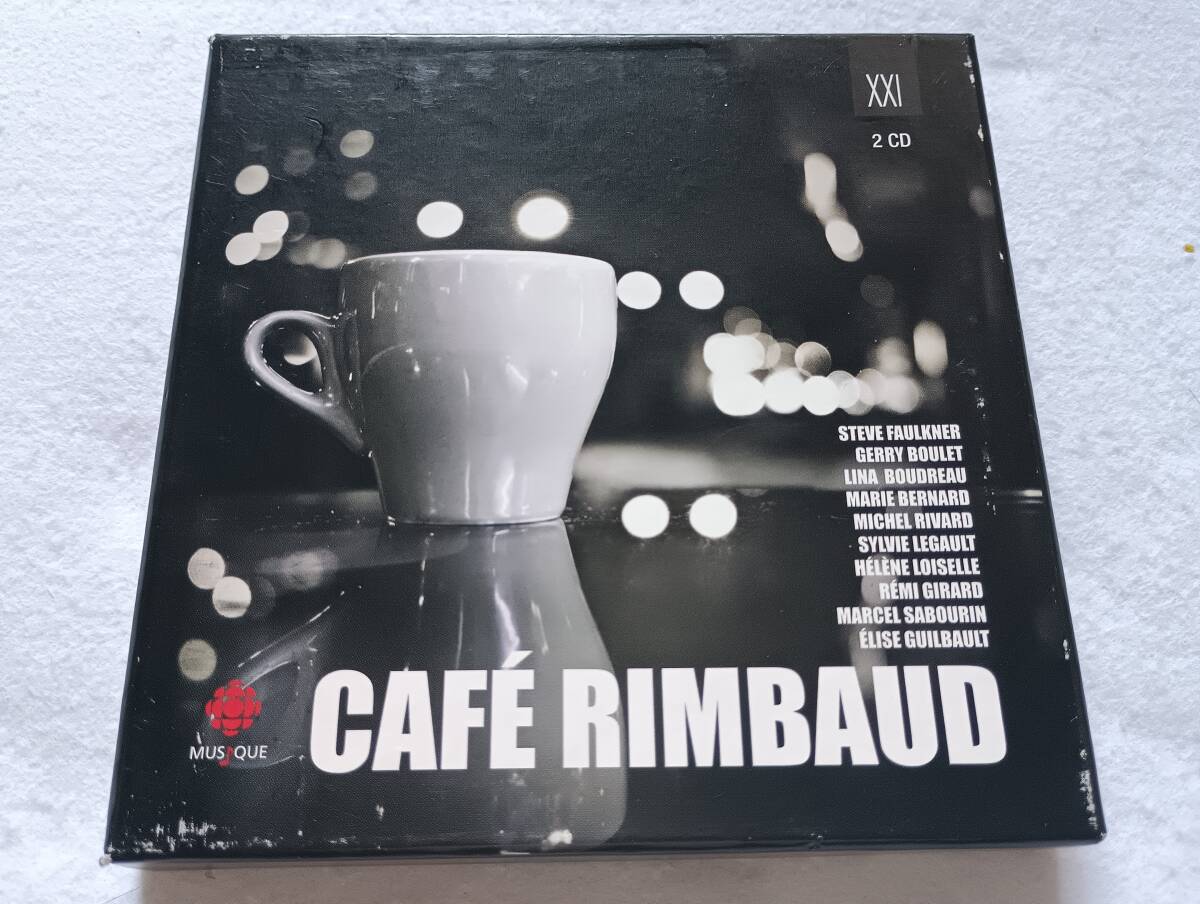 XXI
2 CD
STEVE FAULKNER
GERRY BOULET
LINA BOUDREAU
MARIE BERNARD
MICHEL RIVARD
SYLVIE LEGAULT
HÉLÈNE LOISELLE
RÉMI GIRARD
MARCEL SABOURIN
ÉLISE GUILBAULT
CAFÉ RIMBAUD
MUSIQUE